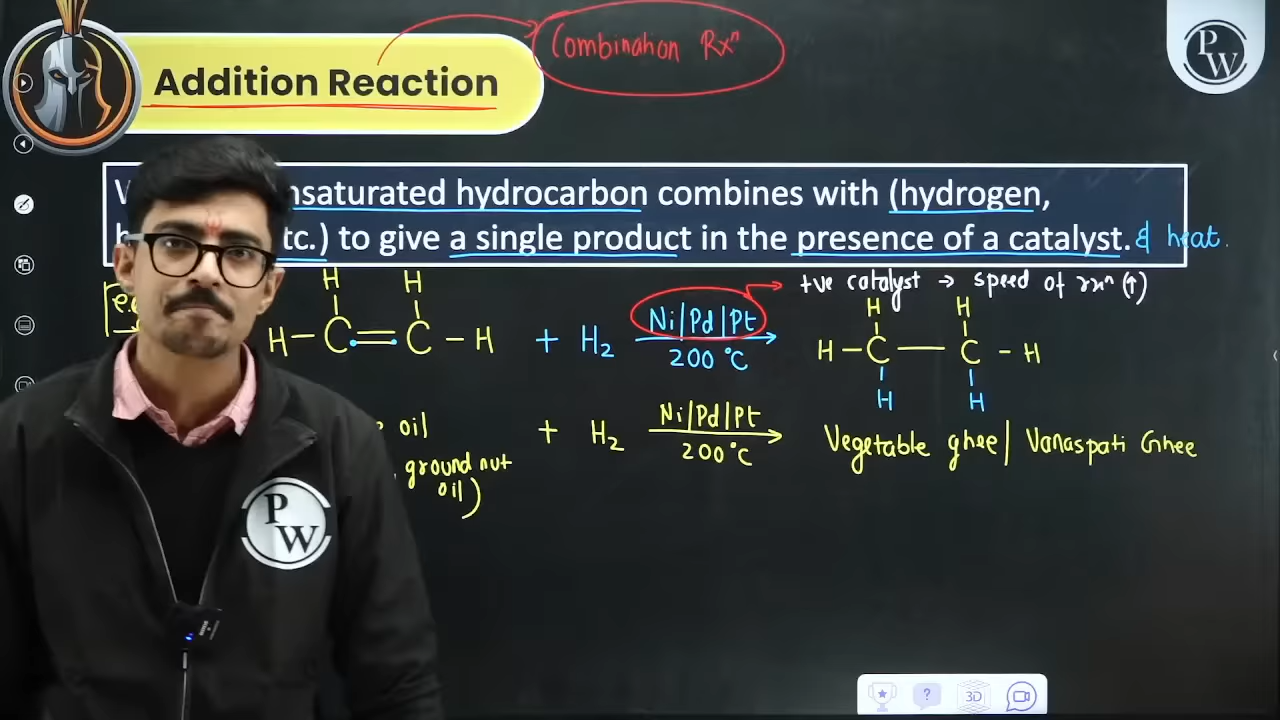 Combination Rxⁿ
Addition Reaction
P
W
nsaturated hydrocarbon combines with (hydrogen,
tc.) to give a single product in the presence of a catalyst. & heat.
+ve catalyst → speed of rxⁿ (↑)
e.g
H H H H
H–C=C–H + H₂ Ni/Pd/Pt H–C–C–H
200 °C
H H
oil + H₂ Ni/Pd/Pt Vegetable ghee/ Vanaspati Ghee
200°C
ground nut
oil)
P
W
?
3D